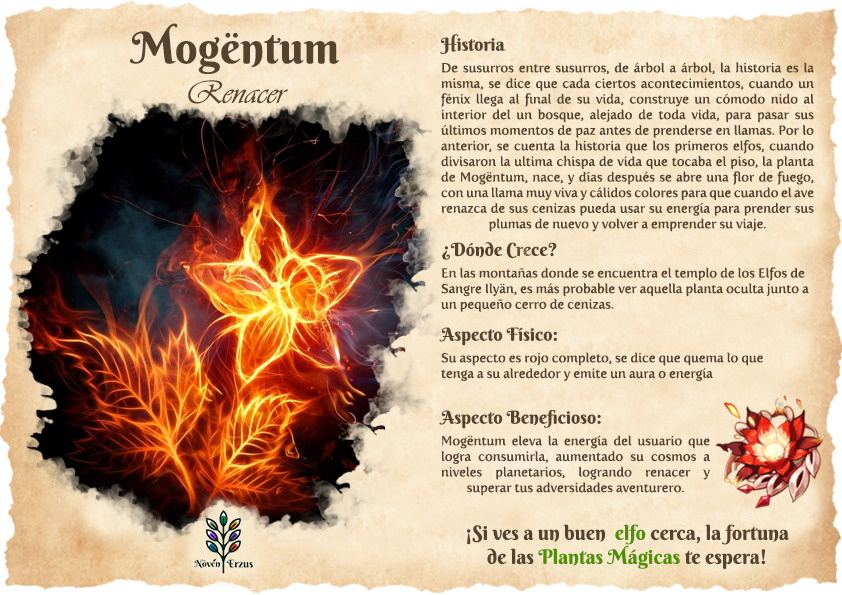 Mogëntum
Renacer
Historia
De susurros entre susurros, de árbol a árbol, la historia es la
misma, se dice que cada ciertos acontecimientos, cuando un
fénix llega al final de su vida, construye un cómodo nido al
interior del un bosque, alejado de toda vida, para pasar sus
últimos momentos de paz antes de prenderse en llamas. Por lo
anterior, se cuenta la historia que los primeros elfos, cuando
divisaron la ultima chispa de vida que tocaba el piso, la planta
de Mogëntum, nace, y días después se abre una flor de fuego,
con una llama muy viva y cálidos colores para que cuando el ave
renazca de sus cenizas pueda usar su energía para prender sus
plumas de nuevo y volver a emprender su viaje.
¿Dónde Crece?
En las montañas donde se encuentra el templo de los Elfos de
Sangre Ilyän, es más probable ver aquella planta oculta junto a
un pequeño cerro de cenizas.
Aspecto Físico:
Su aspecto es rojo completo, se dice que quema lo que
tenga a su alrededor y emite un aura o energía
Aspecto Beneficioso:
Mogëntum eleva la energía del usuario que
logra consumirla, aumentado su cosmos a
niveles planetarios, logrando renacer y
superar tus adversidades aventurero.
¡Si ves a un buen elfo cerca, la fortuna
de las Plantas Mágicas te espera!
Növën Erzus